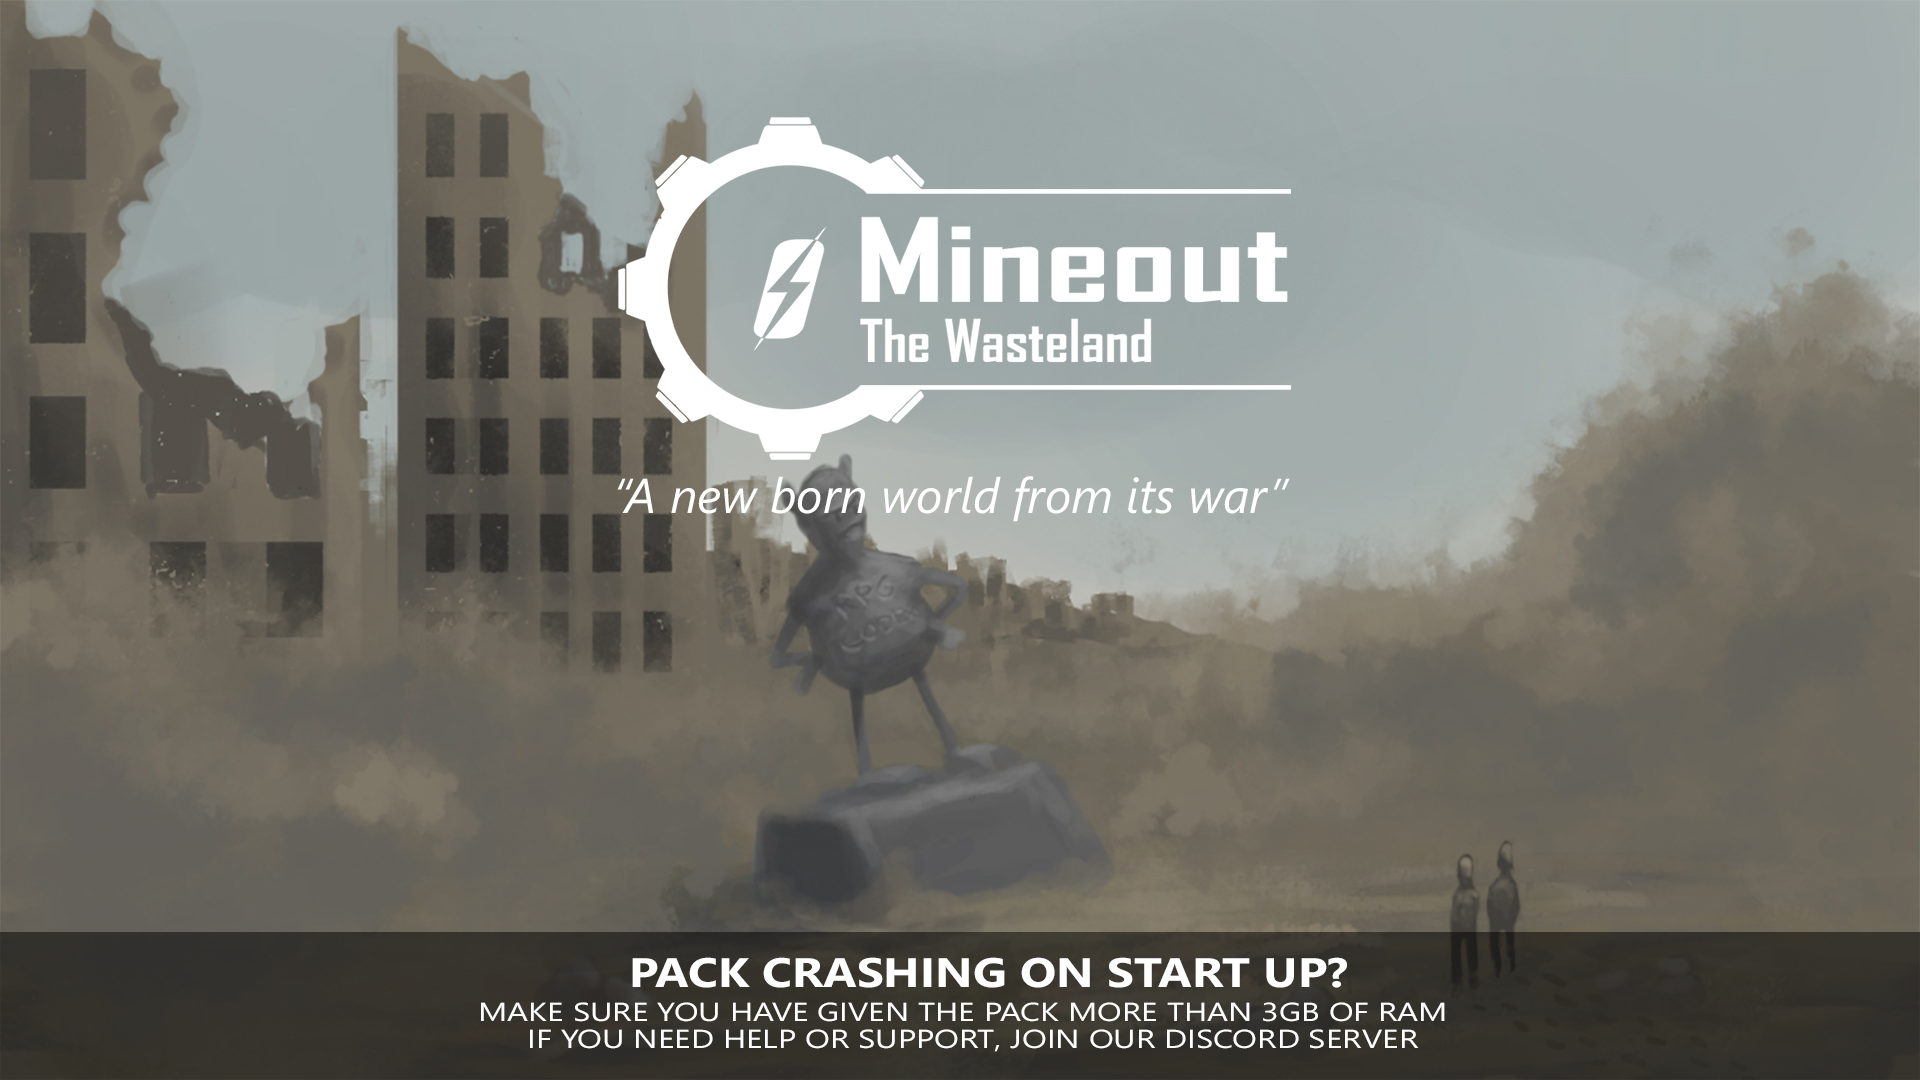 Mineout
The Wasteland
“A new born world from its war”
PACK CRASHING ON START UP?
MAKE SURE YOU HAVE GIVEN THE PACK MORE THAN 3GB OF RAM
IF YOU NEED HELP OR SUPPORT, JOIN OUR DISCORD SERVER